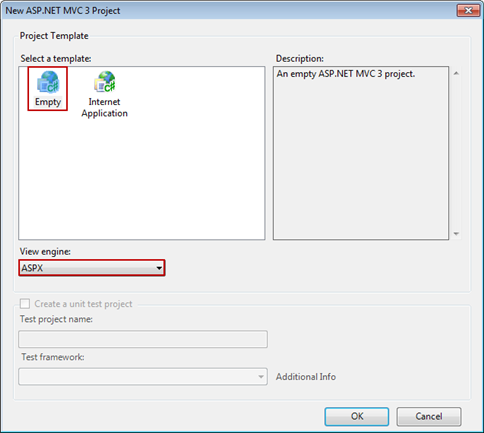 New ASP.NET MVC 3 Project
Project Template
Select a template:
Description:
Empty
Internet
Application
An empty ASP.NET MVC 3 project.
View engine:
ASPX
Create a unit test project
Test project name:
Test framework:
Additional Info
OK
Cancel